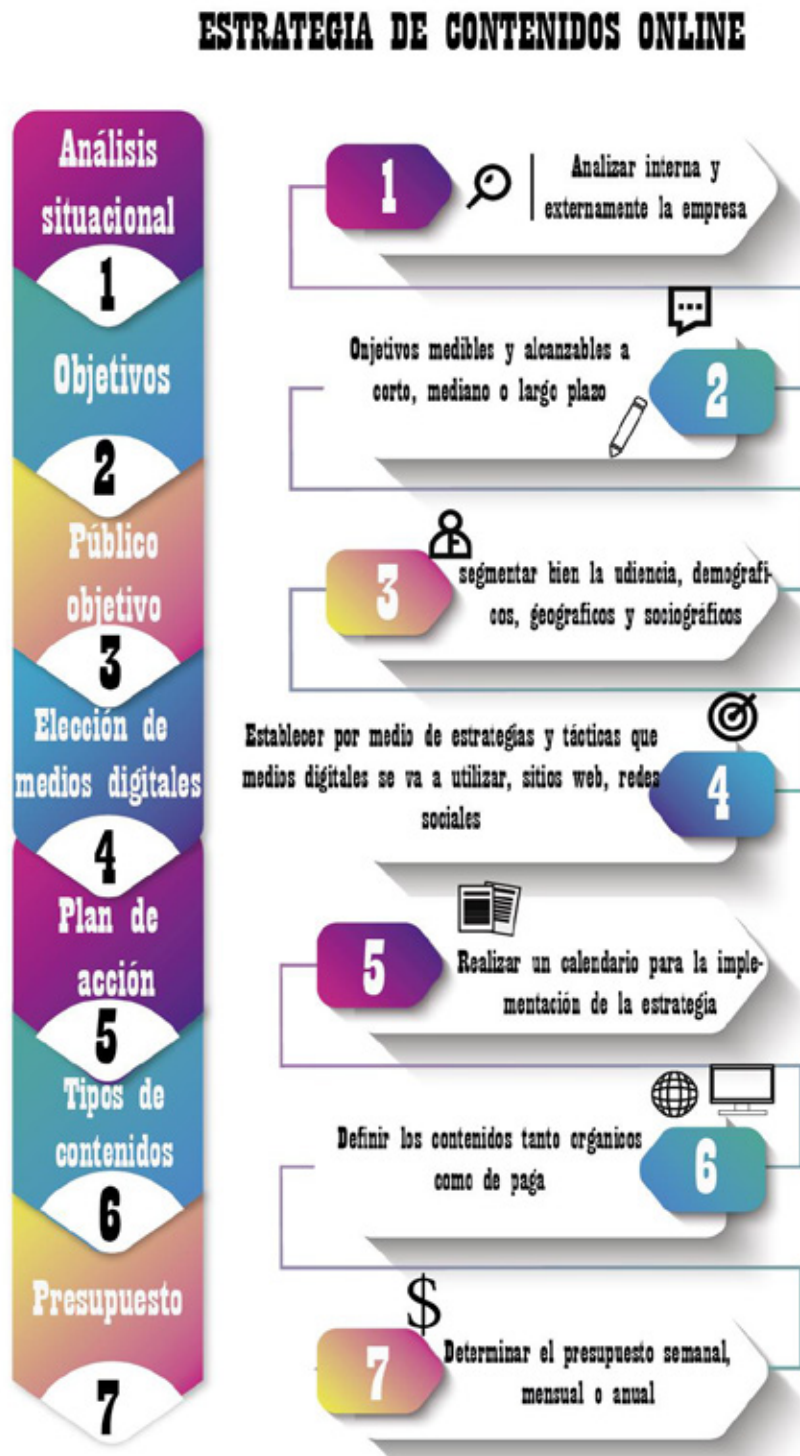 ESTRATEGIA DE CONTENIDOS ONLINE
Análisis
situacional
1
Objetivos
2
Público
objetivo
3
Elección de
medios digitales
4
Plan de
acción
5
Tipos de
contenidos
6
Presupuesto
7
1
Analizar interna y
externamente la empresa
Onjetivos medibles y alcanzables a
corto, mediano o largo plazo
2
3
segmentar bien la udiencia, demografi-
cos, geograficos y sociográficos
Establecer por medio de estrategias y tácticas que
medios digitales se va a utilizar, sitios web, redes
sociales
4
5
Realizar un calendario para la imple-
mentación de la estrategia
Definir los contenidos tanto organicos
como de paga
6
$
7
Determinar el presupuesto semanal,
mensual o anual